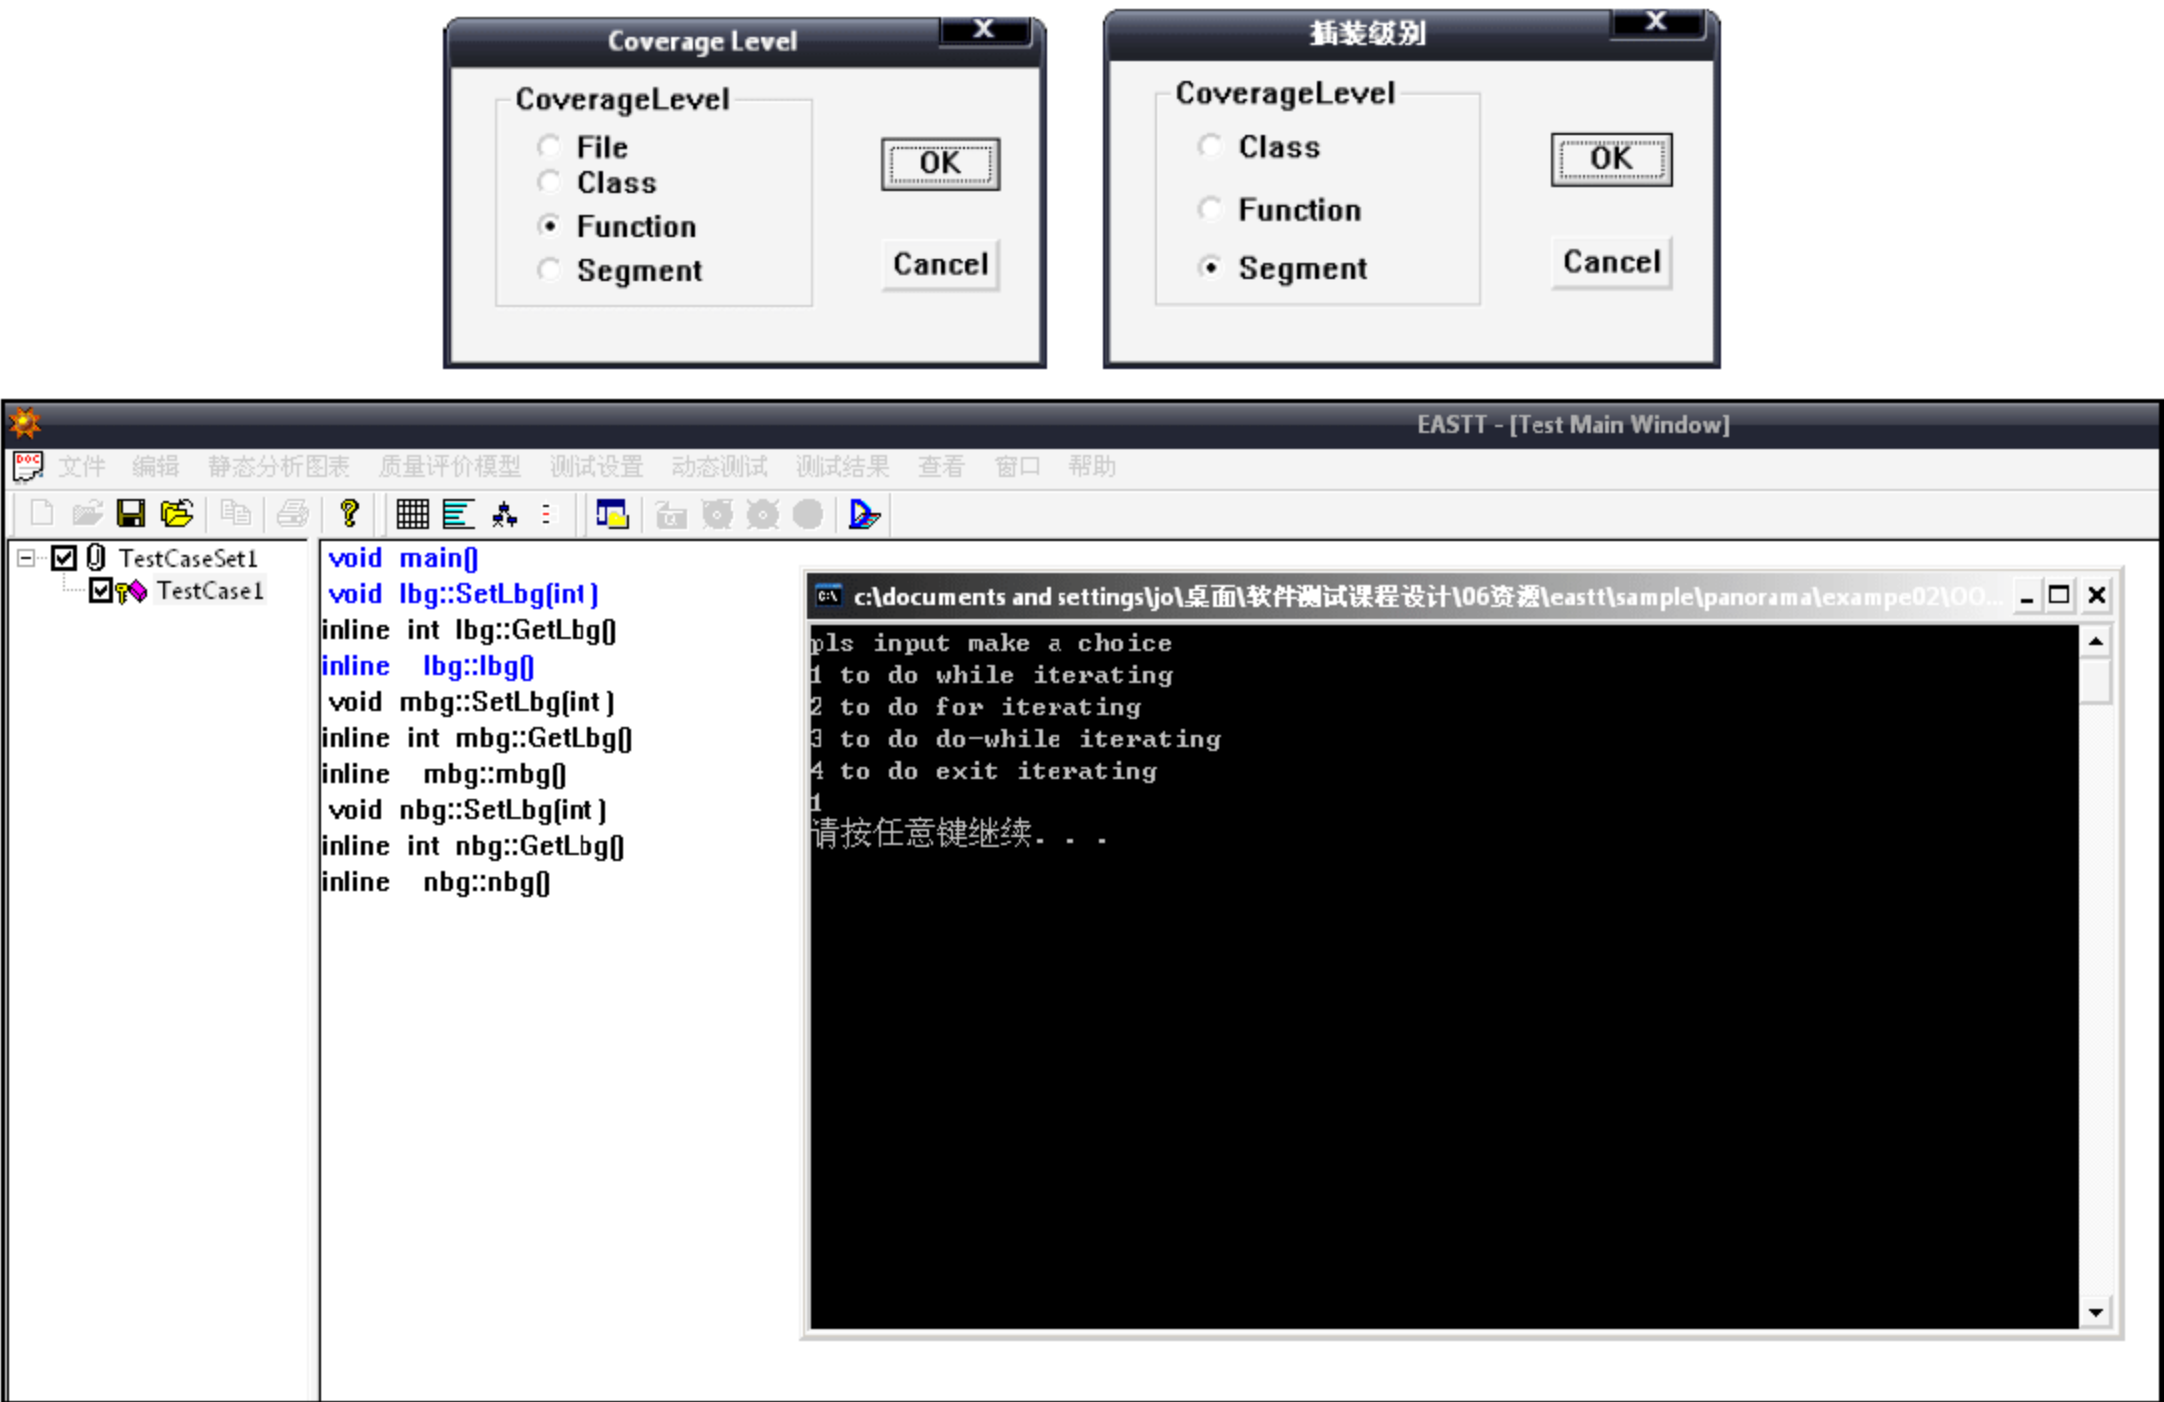 Coverage Level
X
CoverageLevel
File
Class
Function
Segment
OK
Cancel
插装级别
X
CoverageLevel
Class
Function
Segment
OK
Cancel
EASTT - [Test Main Window]
DOC 文件 编辑 静态分析图表 质量评价模型 测试设置 动态测试 测试结果 查看 窗口 帮助
TestCaseSet1
TestCase1
void main()
void lbg::SetLbg(int)
inline int lbg::GetLbg()
inline lbg::lbg()
void mbg::SetLbg(int)
inline int mbg::GetLbg()
inline mbg::mbg()
void nbg::SetLbg(int)
inline int nbg::GetLbg()
inline nbg::nbg()
c:\documents and settings\jo\桌面\软件测试课程设计\06资源\eastt\sample\panorama\exampe02\OO...
pls input make a choice
1 to do while iterating
2 to do for iterating
3 to do do-while iterating
4 to do exit iterating
1
请按任意键继续. . .